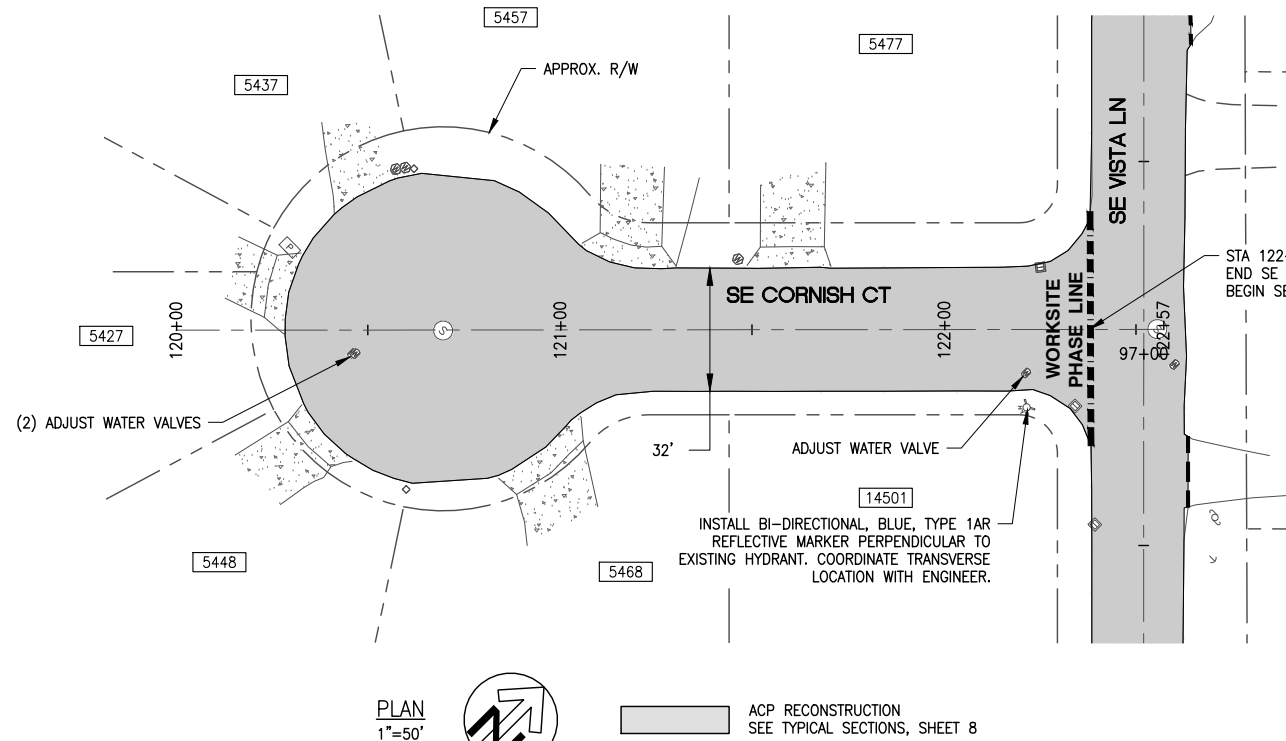 5457
5477
5437
APPROX. R/W
SE VISTA LN
STA 122-
END SE
BEGIN SE
SE CORNISH CT
WORKSITE
PHASE LINE
120+00
121+00
122+00
S
P
5427
97+00
122+57
(2) ADJUST WATER VALVES
32'
ADJUST WATER VALVE
14501
INSTALL BI-DIRECTIONAL, BLUE, TYPE 1AR
REFLECTIVE MARKER PERPENDICULAR TO
EXISTING HYDRANT. COORDINATE TRANSVERSE
LOCATION WITH ENGINEER.
5448
5468
PLAN
1"=50'
ACP RECONSTRUCTION
SEE TYPICAL SECTIONS, SHEET 8